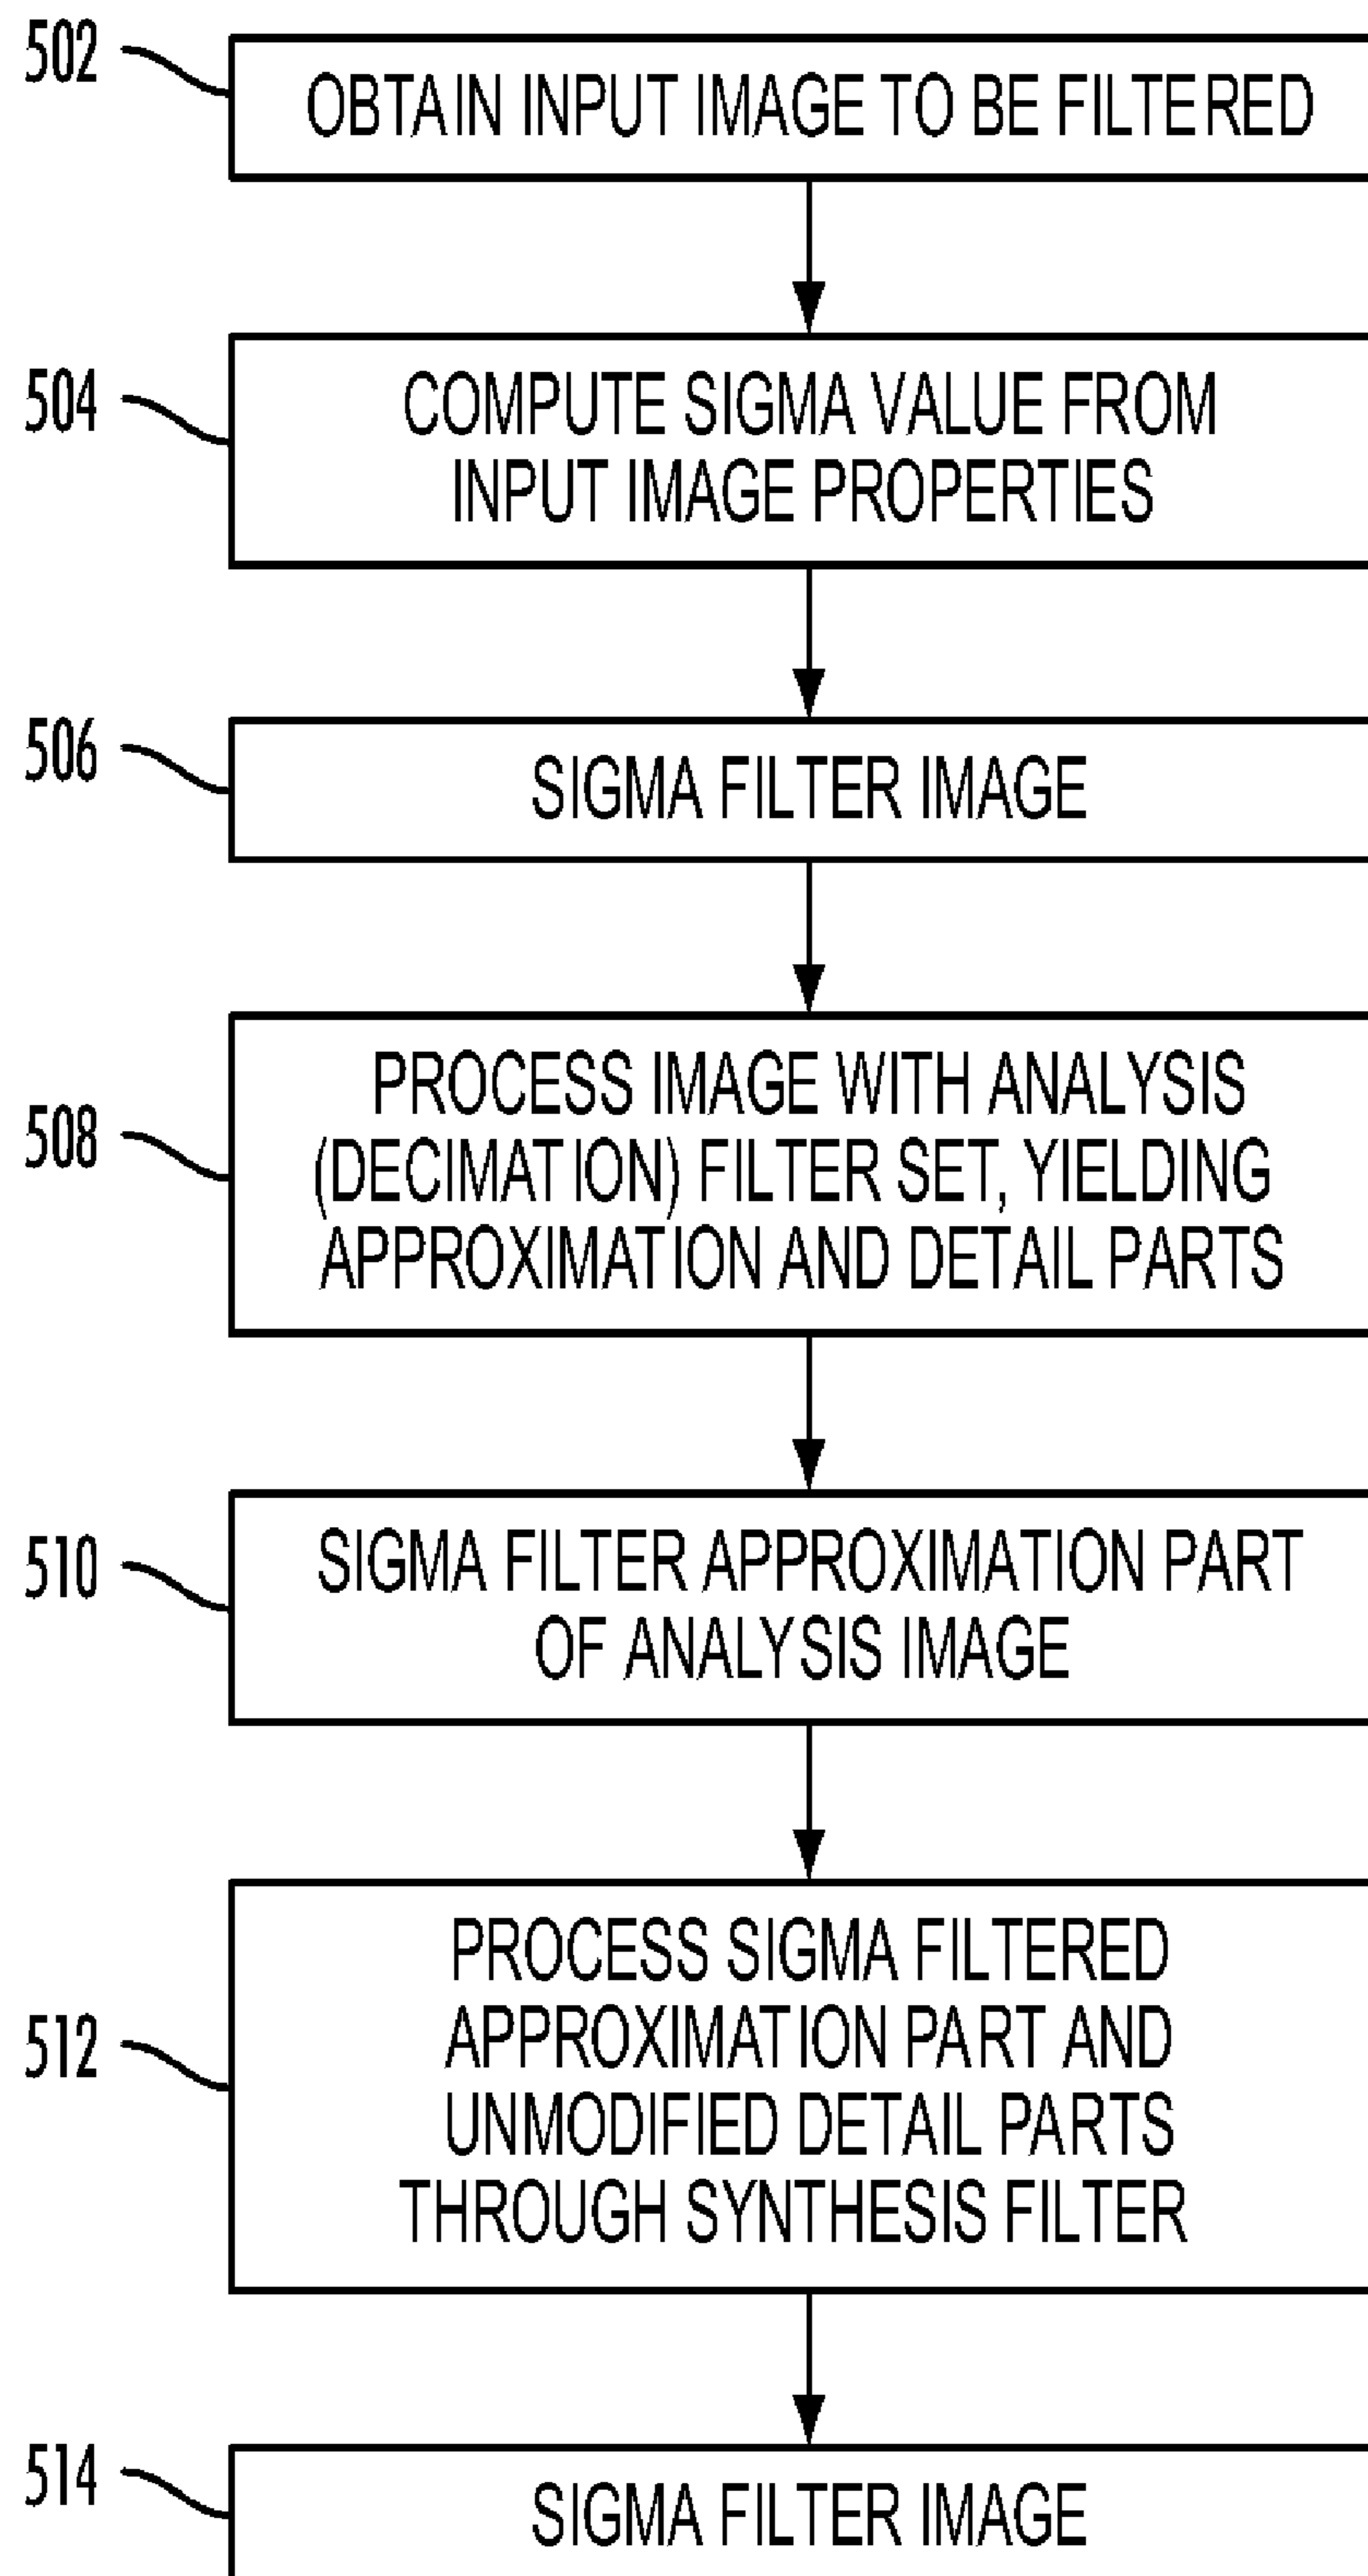 502
OBTAIN INPUT IMAGE TO BE FILTERED
504
COMPUTE SIGMA VALUE FROM
INPUT IMAGE PROPERTIES
506
SIGMA FILTER IMAGE
508
PROCESS IMAGE WITH ANALYSIS
(DECIMATION) FILTER SET, YIELDING
APPROXIMATION AND DETAIL PARTS
510
SIGMA FILTER APPROXIMATION PART
OF ANALYSIS IMAGE
512
PROCESS SIGMA FILTERED
APPROXIMATION PART AND
UNMODIFIED DETAIL PARTS
THROUGH SYNTHESIS FILTER
514
SIGMA FILTER IMAGE